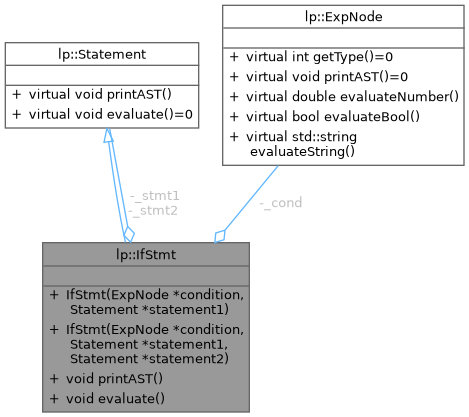 lp::ExpNode
+ virtual int getType()=0
+ virtual void printAST()=0
+ virtual double evaluateNumber()
+ virtual bool evaluateBool()
+ virtual std::string
evaluateString()
lp::Statement
+ virtual void printAST()
+ virtual void evaluate()=0
-_stmt1
-_stmt2
-_cond
lp::IfStmt
+ IfStmt(ExpNode *condition,
Statement *statement1)
+ IfStmt(ExpNode *condition,
Statement *statement1,
Statement *statement2)
+ void printAST()
+ void evaluate()